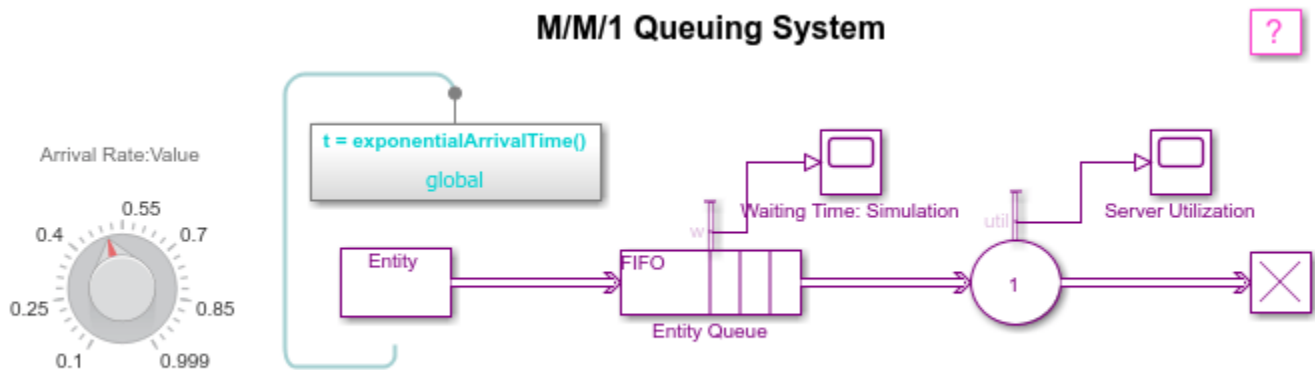 M/M/1 Queuing System
?
t = exponentialArrivalTime()
global
Arrival Rate:Value
0.55
0.4
0.7
0.25
0.85
0.1
0.999
Waiting Time: Simulation
Server Utilization
w
util
Entity
FIFO
1
Entity Queue